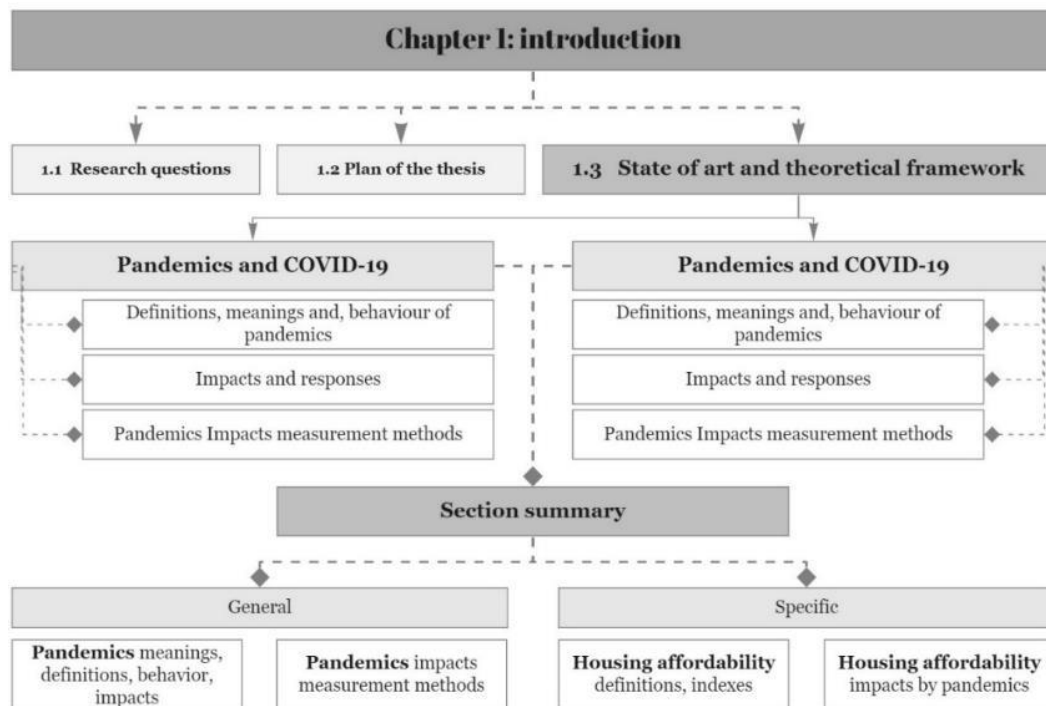 Chapter 1: introduction
1.1 Research questions
1.2 Plan of the thesis
1.3 State of art and theoretical framework
Pandemics and COVID-19
Definitions, meanings and, behaviour of
pandemics
Impacts and responses
Pandemics Impacts measurement methods
Pandemics and COVID-19
Definitions, meanings and, behaviour of
pandemics
Impacts and responses
Pandemics Impacts measurement methods
Section summary
General
Pandemics meanings,
definitions, behavior,
impacts
Pandemics impacts
measurement methods
Specific
Housing affordability
definitions, indexes
Housing affordability
impacts by pandemics